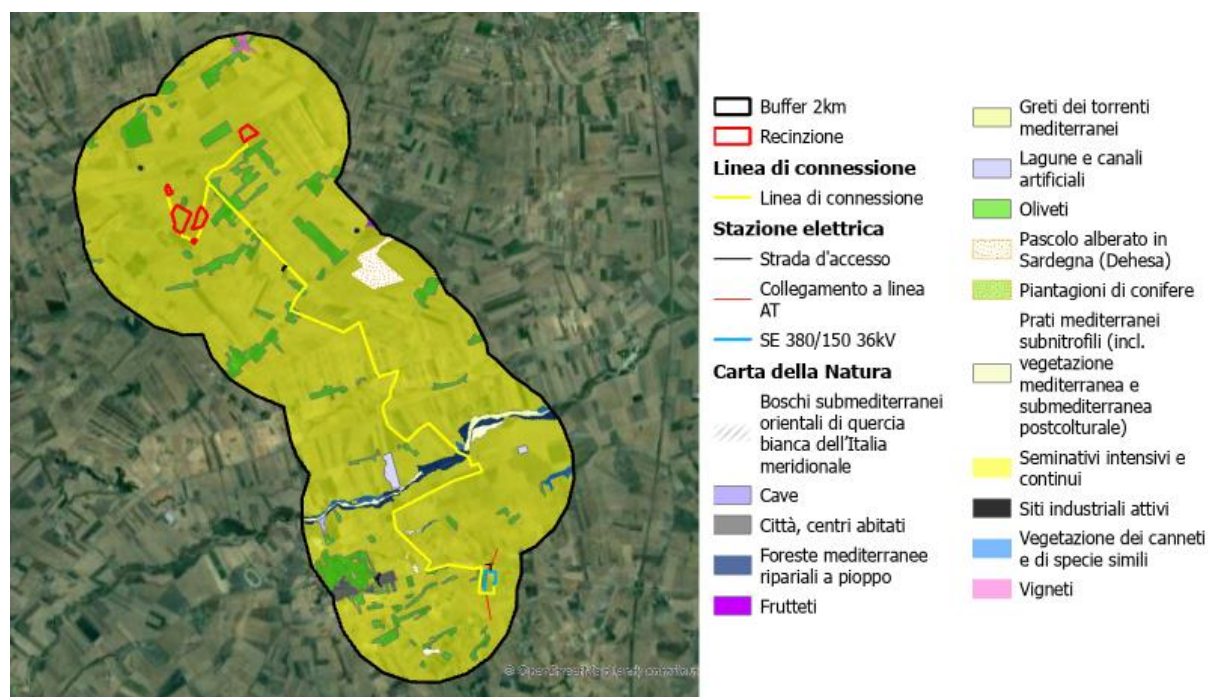 Buffer 2km
Recinzione
Linea di connessione
Linea di connessione
Stazione elettrica
Strada d'accesso
Collegamento a linea
AT
SE 380/150 36kV
Carta della Natura
Boschi submediterranei
orientali di quercia
bianca dell'Italia
meridionale
Cave
Città, centri abitati
Foreste mediterranee
ripariali a pioppo
Frutteti
Greti dei torrenti
mediterranei
Lagune e canali
artificiali
Oliveti
Pascolo alberato in
Sardegna (Dehesa)
Piantagioni di conifere
Prati mediterranei
subnitrofili (incl.
vegetazione
mediterranea e
submediterranea
postcolturale)
Seminativi intensivi e
continui
Siti industriali attivi
Vegetazione dei canneti
e di specie simili
Vigneti
© OpenStreetMap